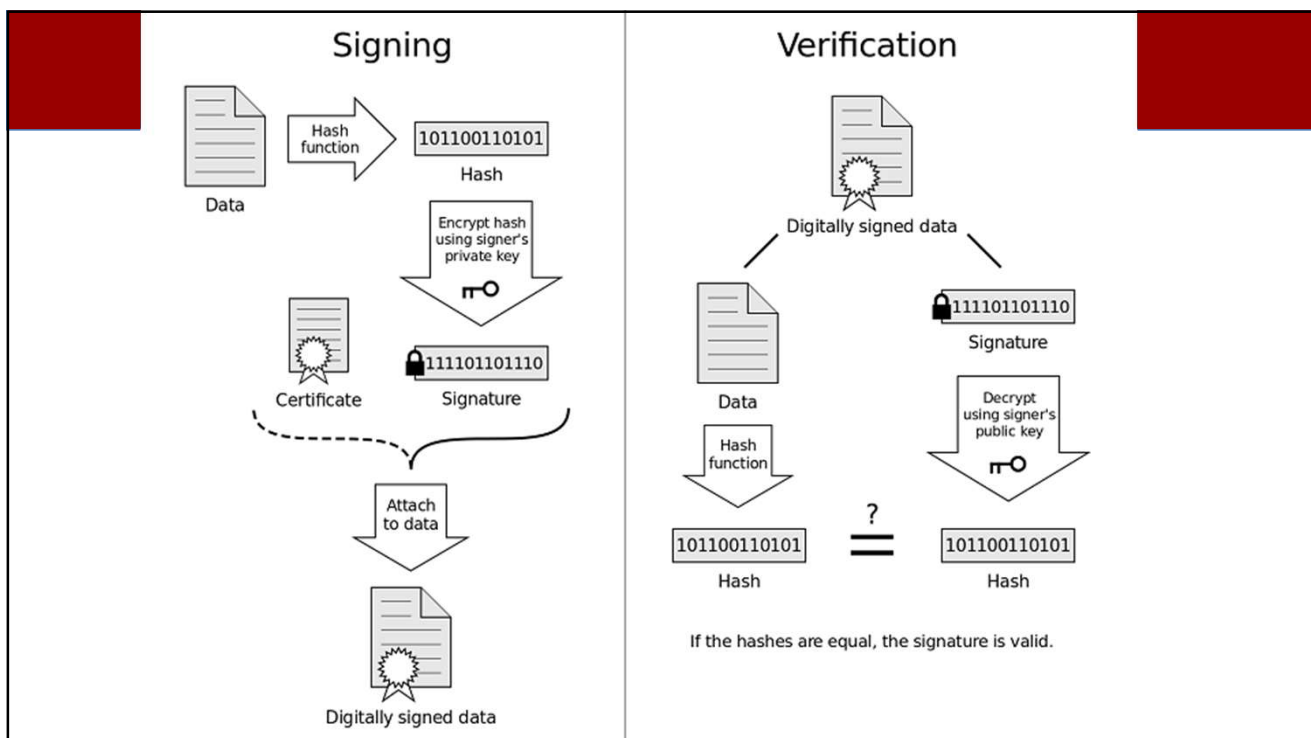 Signing
Data
Hash
function
101100110101
Hash
Encrypt hash
using signer's
private key
Certificate
111101101110
Signature
Attach
to data
Digitally signed data
Verification
Digitally signed data
Data
111101101110
Signature
Hash
function
Decrypt
using signer's
public key
101100110101
Hash
?
=
101100110101
Hash
If the hashes are equal, the signature is valid.